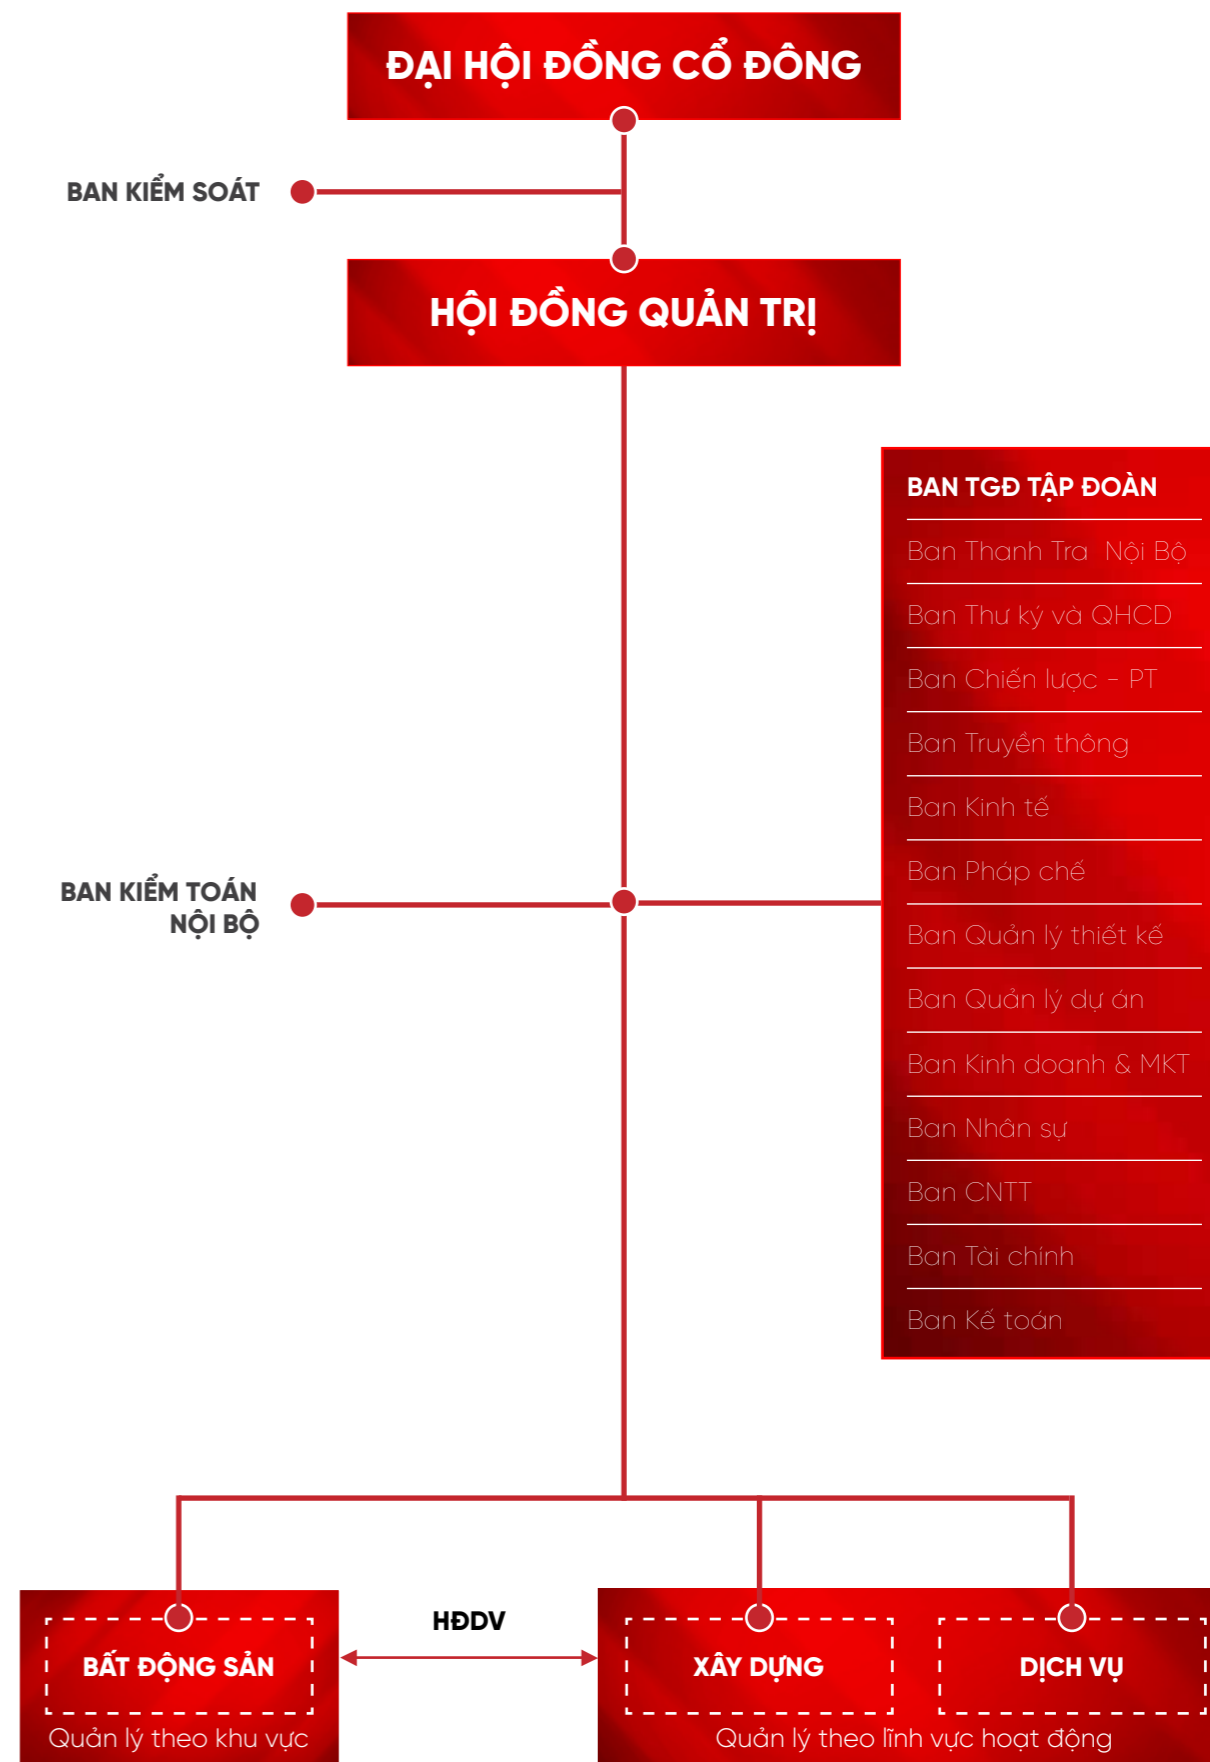 ĐẠI HỘI ĐỒNG CỔ ĐÔNG
BAN KIỂM SOÁT
HỘI ĐỒNG QUẢN TRỊ
BAN TGĐ TẬP ĐOÀN
Ban Thanh Tra Nội Bộ
Ban Thư ký và QHCD
Ban Chiến lược - PT
Ban Truyền thông
Ban Kinh tế
Ban Pháp chế
BAN KIỂM TOÁN
NỘI BỘ
Ban Quản lý thiết kế
Ban Quản lý dự án
Ban Kinh doanh & MKT
Ban Nhân sự
Ban CNTT
Ban Tài chính
Ban Kế toán
HĐDV
BẤT ĐỘNG SẢN
XÂY DỰNG
DỊCH VỤ
Quản lý theo khu vực
Quản lý theo lĩnh vực hoạt động